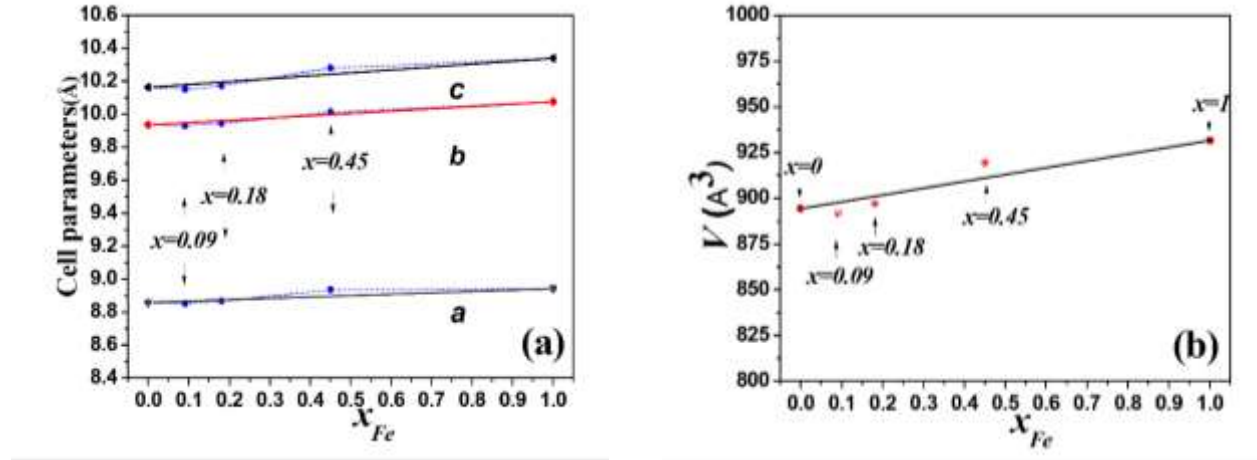 10.6
10.4
10.2
10.0
9.8
9.6
9.4
9.2
9.0
8.8
8.6
8.4
Cell parameters(Å)
c
b
a
x=0.45
x=0.18
x=0.09
(a)
0.0 0.1 0.2 0.3 0.4 0.5 0.6 0.7 0.8 0.9 1.0
x Fe
1000
975
950
925
900
875
850
825
800
V (Å3)
x=1
x=0
x=0.45
x=0.18
x=0.09
(b)
0.0 0.1 0.2 0.3 0.4 0.5 0.6 0.7 0.8 0.9 1.0
x Fe